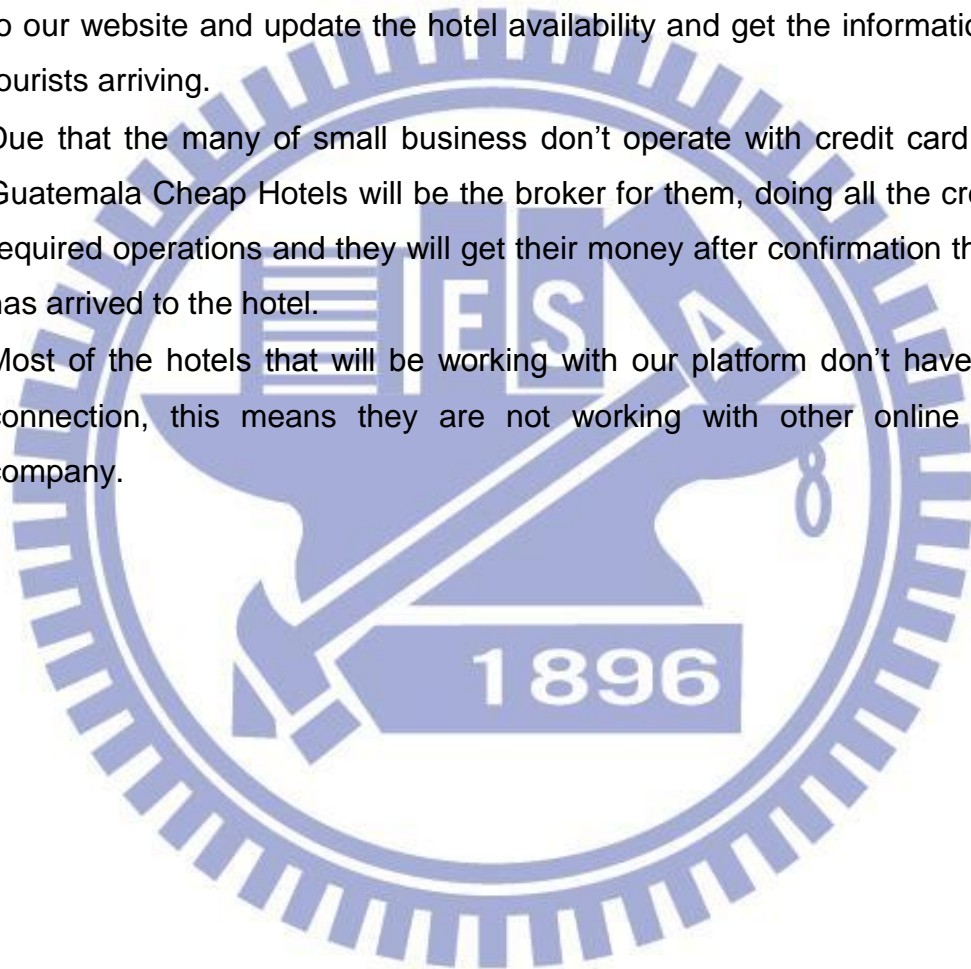 to our website and update the hotel availability and get the informatio
tourists arriving.
Due that the many of small business don’t operate with credit card
Guatemala Cheap Hotels will be the broker for them, doing all the cre
required operations and they will get their money after confirmation th
has arrived to the hotel.
Most of the hotels that will be working with our platform don’t have
connection, this means they are not working with other online
company.
E S A
1896